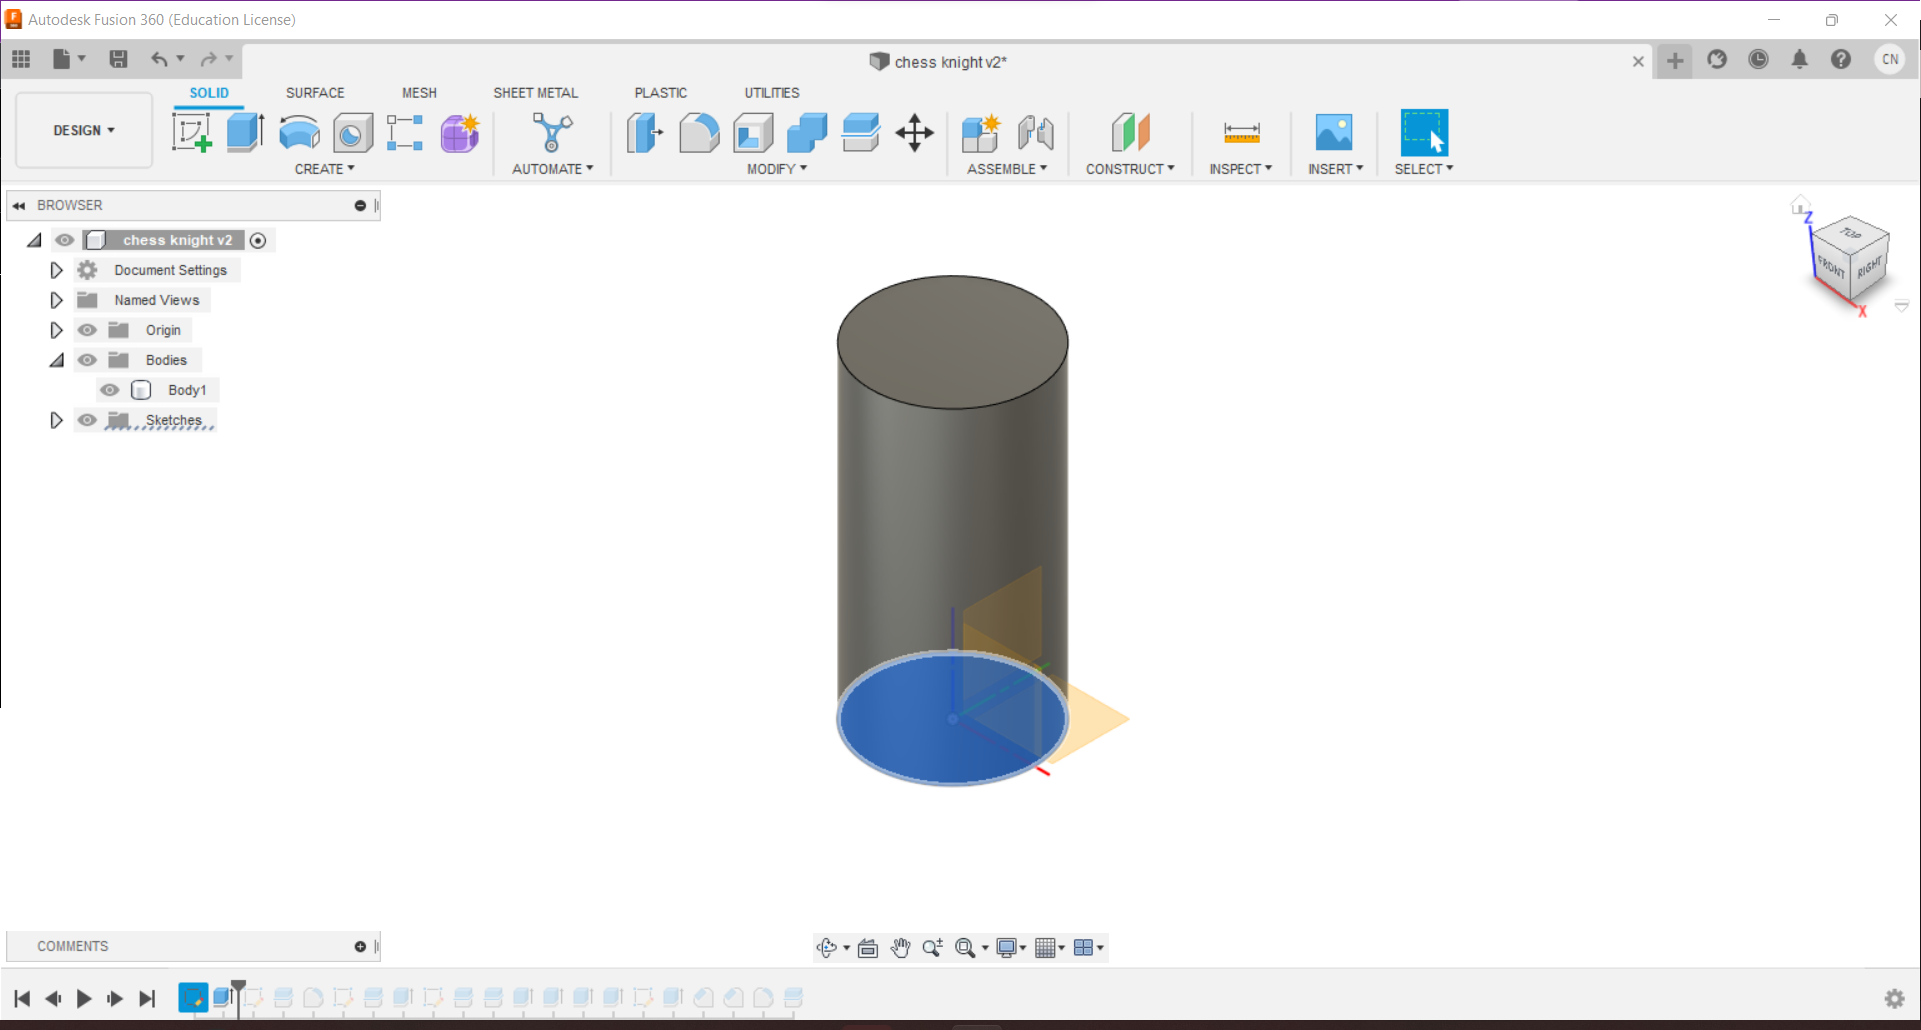 Autodesk Fusion 360 (Education License)
chess knight v2*
CN
DESIGN
SOLID SURFACE MESH SHEET METAL PLASTIC UTILITIES
CREATE AUTOMATE MODIFY ASSEMBLE CONSTRUCT INSPECT INSERT SELECT
BROWSER
chess knight v2
Document Settings
Named Views
Origin
Bodies
Body1
Sketches
Z
TOP
FRONT RIGHT
X
COMMENTS